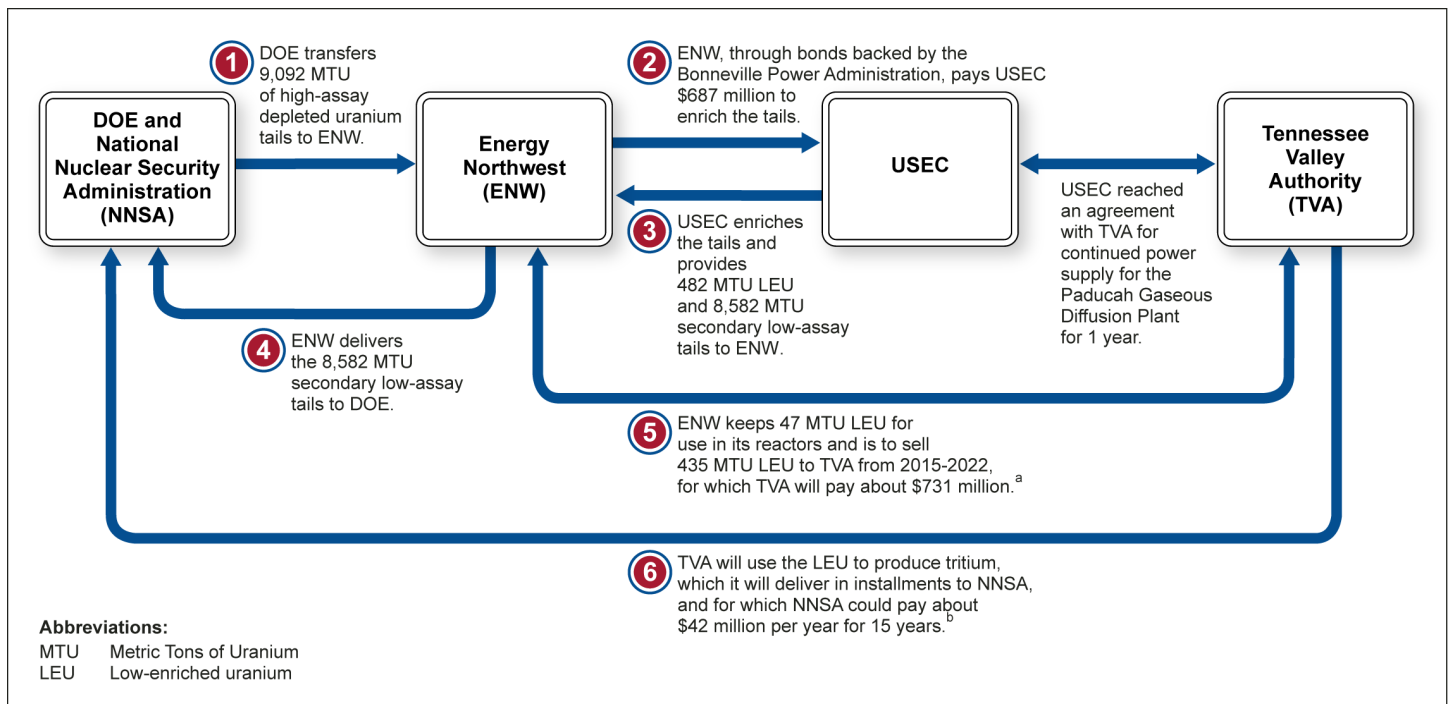 1
DOE transfers
9,092 MTU
of high-assay
depleted uranium
tails to ENW.
2
ENW, through bonds backed by the
Bonneville Power Administration, pays USEC
$687 million to
enrich the tails.
DOE and
National
Nuclear Security
Administration
(NNSA)
Energy
Northwest
(ENW)
USEC
Tennessee
Valley
Authority
(TVA)
3
USEC enriches
the tails and
provides
482 MTU LEU
and 8,582 MTU
secondary low-assay
tails to ENW.
USEC reached
an agreement
with TVA for
continued power
supply for the
Paducah Gaseous
Diffusion Plant
for 1 year.
4
ENW delivers
the 8,582 MTU
secondary low-assay
tails to DOE.
5
ENW keeps 47 MTU LEU for
use in its reactors and is to sell
435 MTU LEU to TVA from 2015-2022,
for which TVA will pay about $731 million.a
6
TVA will use the LEU to produce tritium,
which it will deliver in installments to NNSA,
and for which NNSA could pay about
$42 million per year for 15 years.b
Abbreviations:
MTU Metric Tons of Uranium
LEU Low-enriched uranium